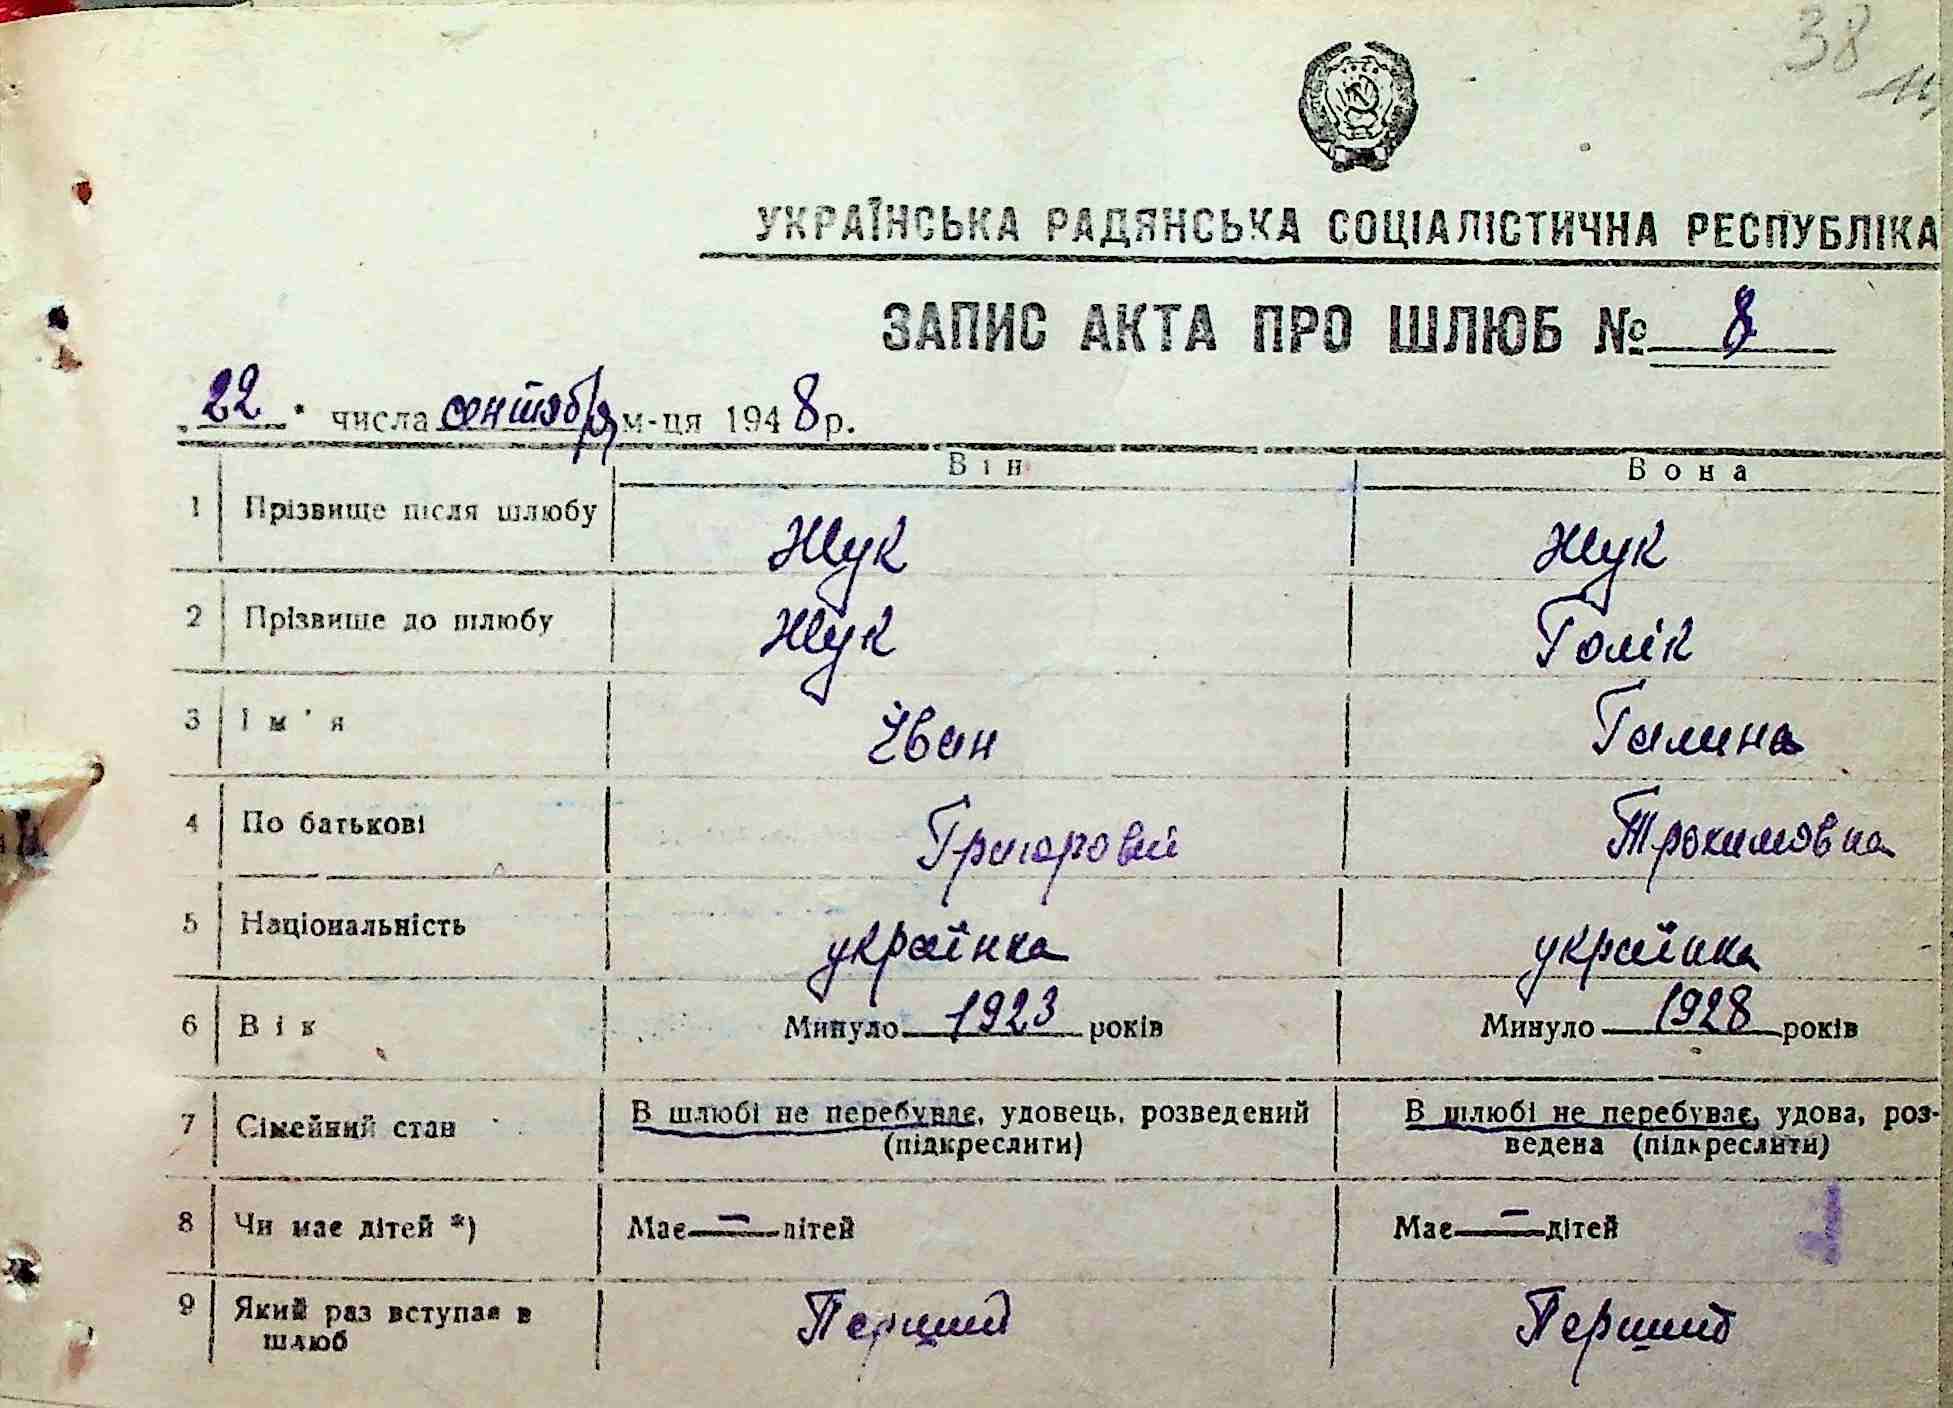 38
УКРАЇНСЬКА РАДЯНСЬКА СОЦІАЛІСТИЧНА РЕСПУБЛІКА
ЗАПИС АКТА ПРО ШЛЮБ № 8
„22" числа сентября м-ця 1948 р.
Він Вона
1 Прізвище після шлюбу Жук Жук
2 Прізвище до шлюбу Жук Голік
3 Ім'я Іван Галина
4 По батькові Григоровий Трохимовна
5 Національність українка українка
6 Вік Минуло 1923 років Минуло 1928 років
7 Сімейний стан В шлюбі не перебуває, удовець, розведений В шлюбі не перебуває, удова, роз-
(підкреслити) ведена (підкреслити)
8 Чи має дітей *) Має — дітей Має — дітей
9 Який раз вступає в Перший Перший
шлюб